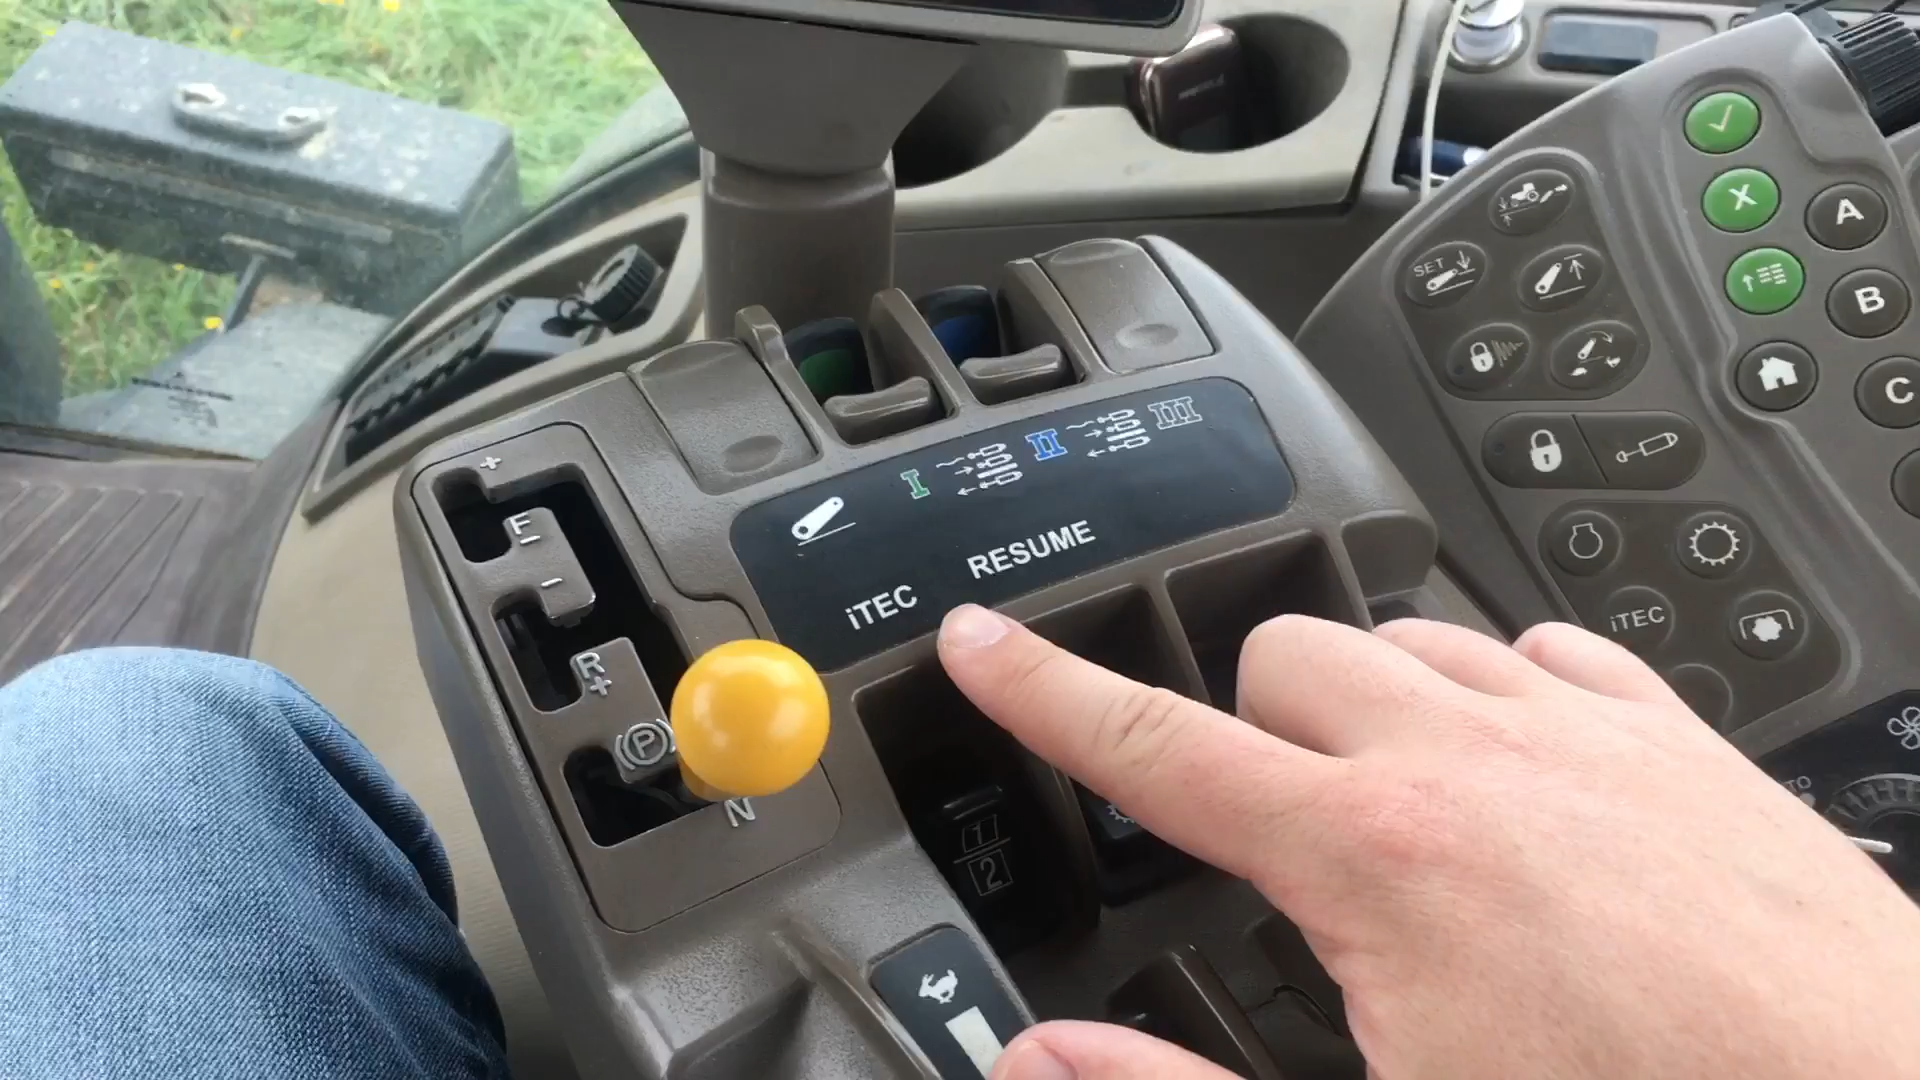 +
F
−
−
R
+
(P)
N
I
II
III
RESUME
iTEC
1
2
SET
X
A
B
C
iTEC